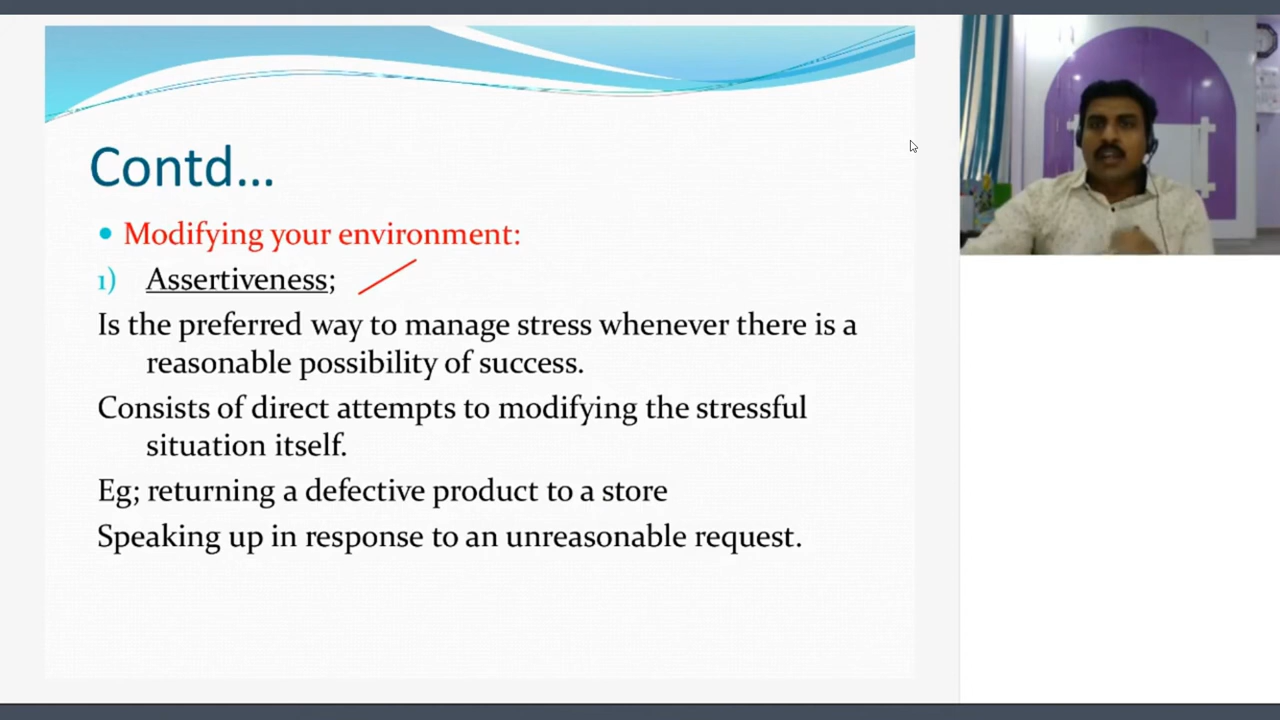 Contd...
• Modifying your environment:
1) Assertiveness;
Is the preferred way to manage stress whenever there is a
reasonable possibility of success.
Consists of direct attempts to modifying the stressful
situation itself.
Eg; returning a defective product to a store
Speaking up in response to an unreasonable request.